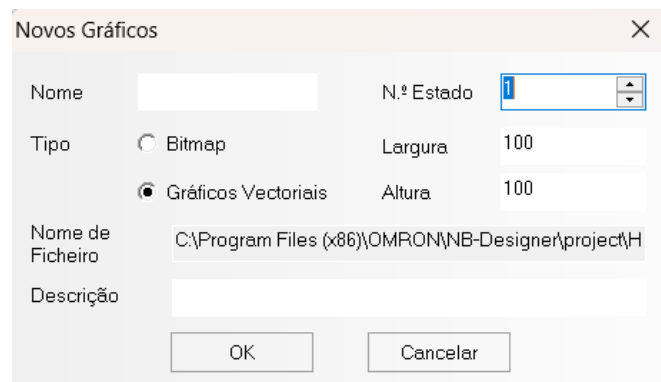 Novos Gráficos
Nome N.º Estado 1
Tipo Bitmap Largura 100
Gráficos Vectoriais Altura 100
Nome de
Ficheiro C:\Program Files (x86)\OMRON\NB-Designer\project\H
Descrição
OK Cancelar